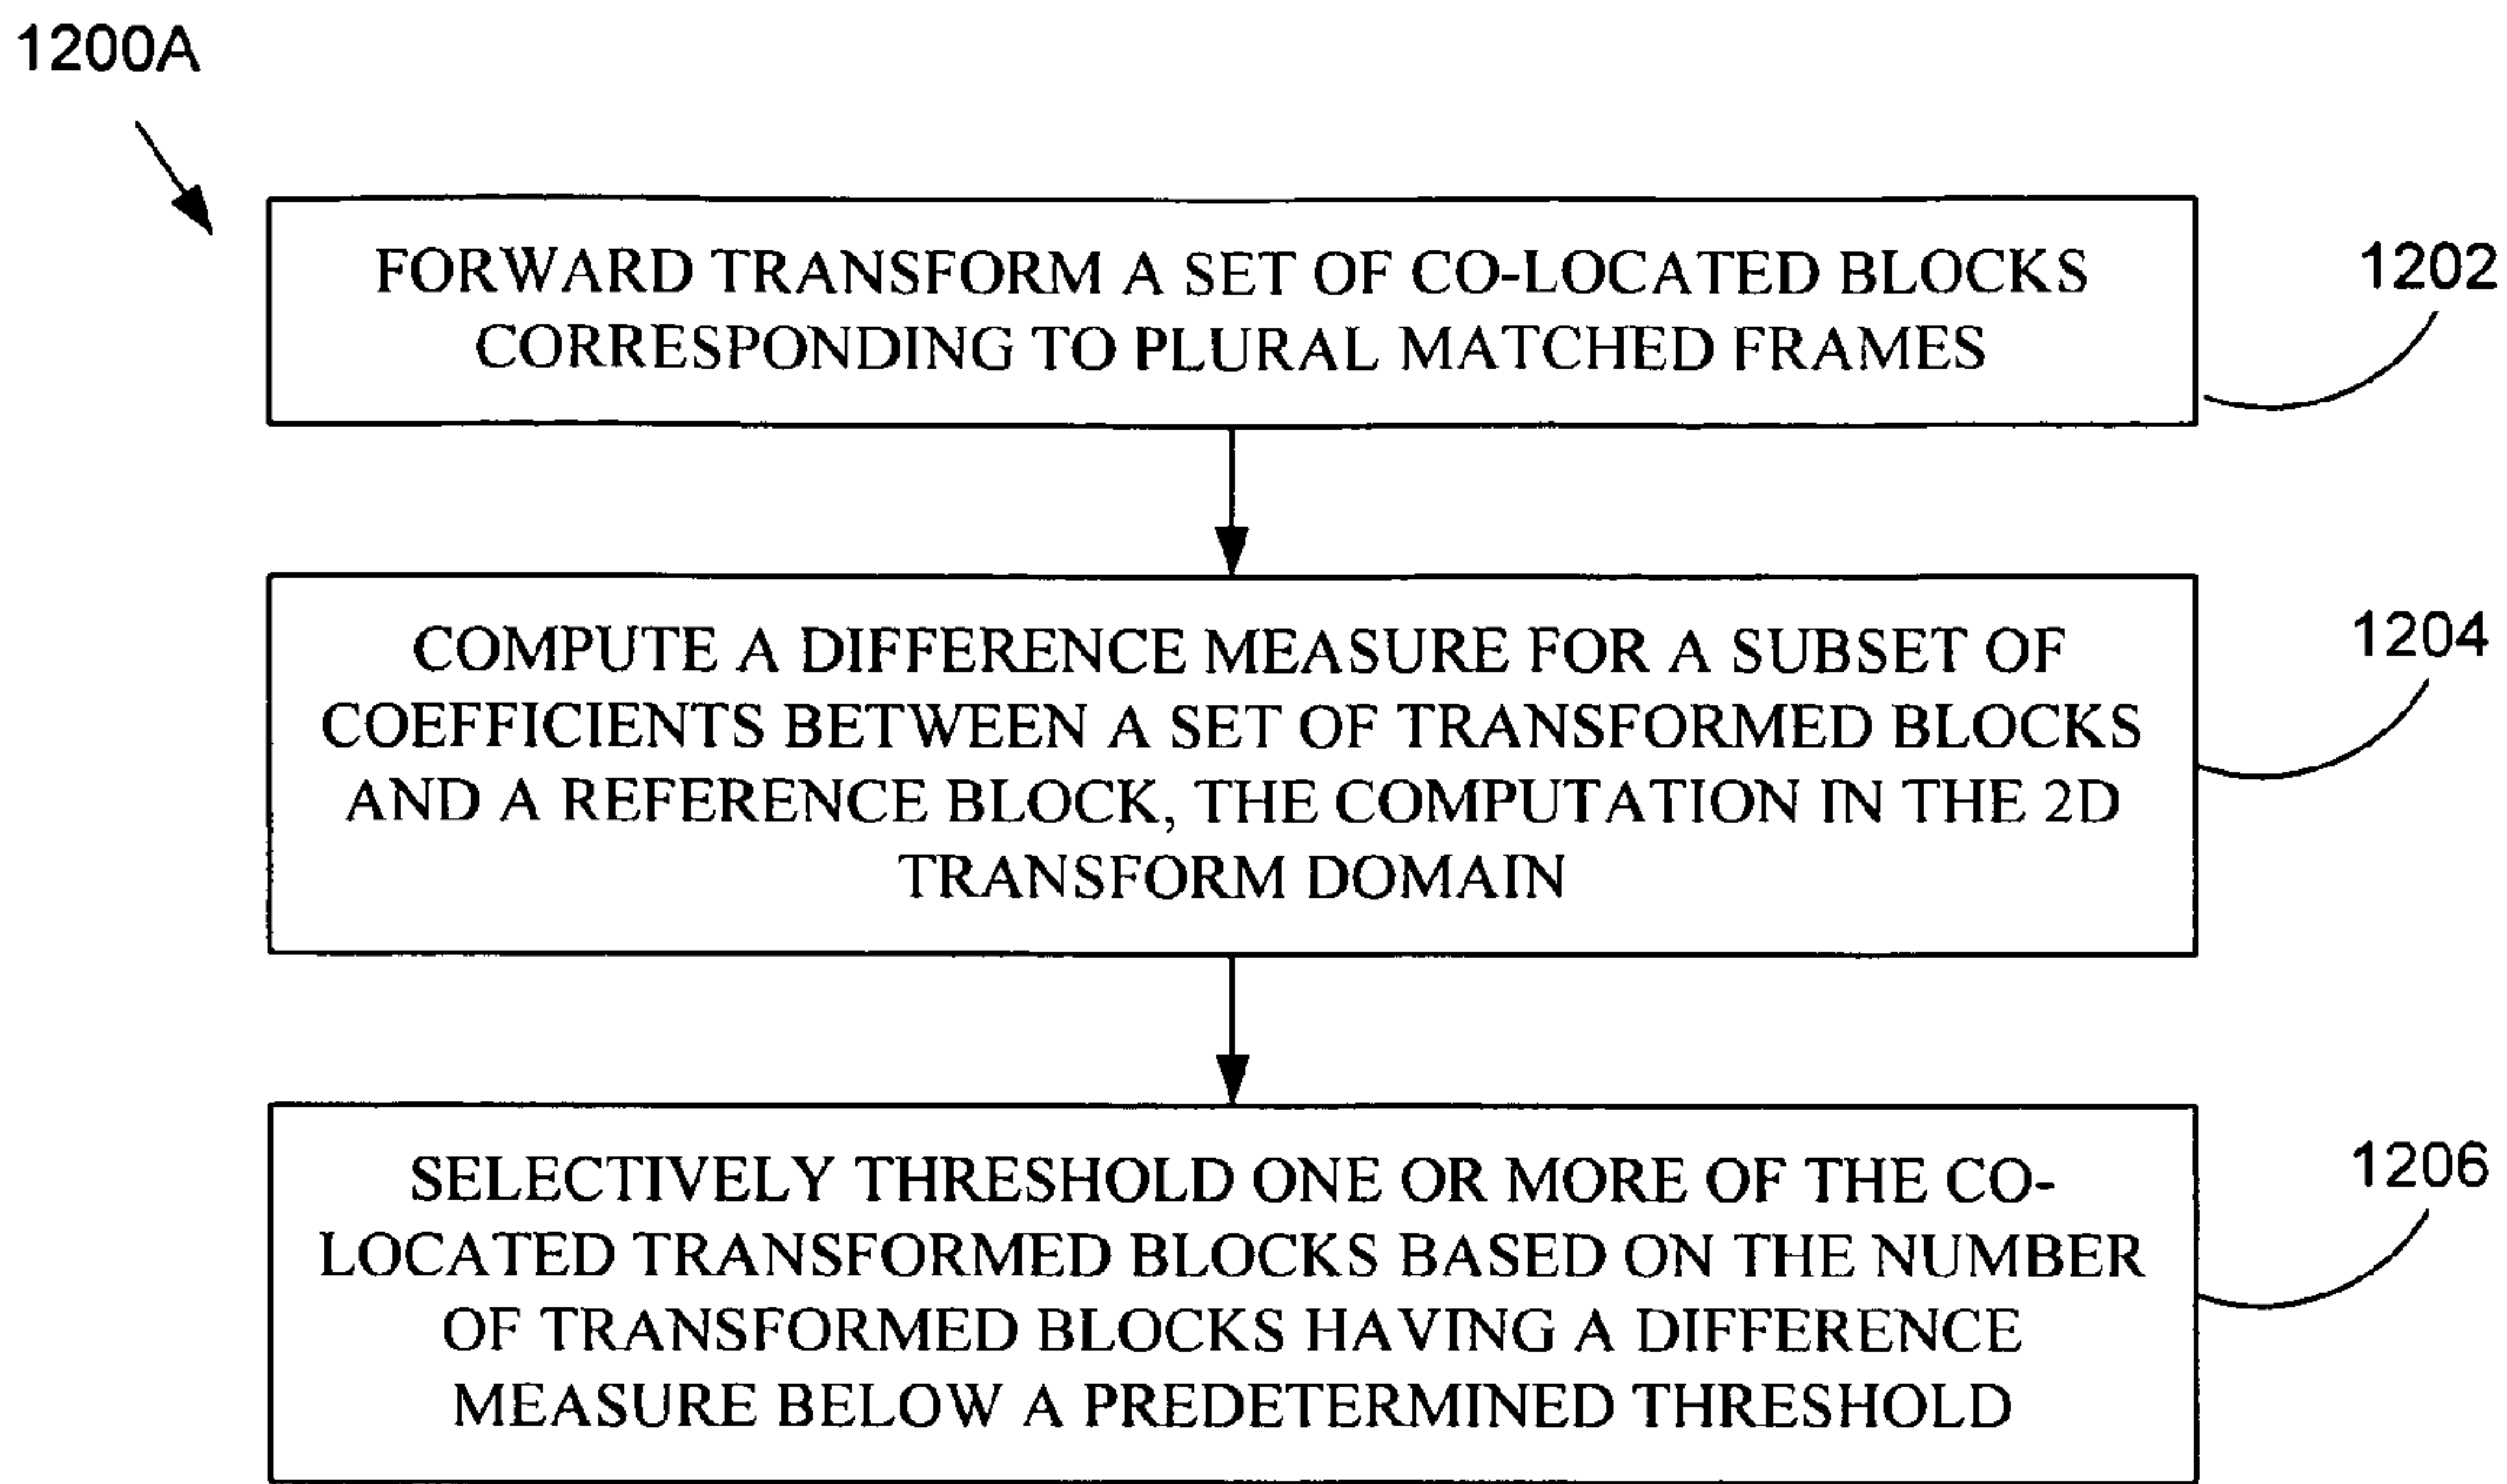 1200A
FORWARD TRANSFORM A SET OF CO-LOCATED BLOCKS
CORRESPONDING TO PLURAL MATCHED FRAMES
1202
COMPUTE A DIFFERENCE MEASURE FOR A SUBSET OF
COEFFICIENTS BETWEEN A SET OF TRANSFORMED BLOCKS
AND A REFERENCE BLOCK, THE COMPUTATION IN THE 2D
TRANSFORM DOMAIN
1204
SELECTIVELY THRESHOLD ONE OR MORE OF THE CO-
LOCATED TRANSFORMED BLOCKS BASED ON THE NUMBER
OF TRANSFORMED BLOCKS HAVING A DIFFERENCE
MEASURE BELOW A PREDETERMINED THRESHOLD
1206